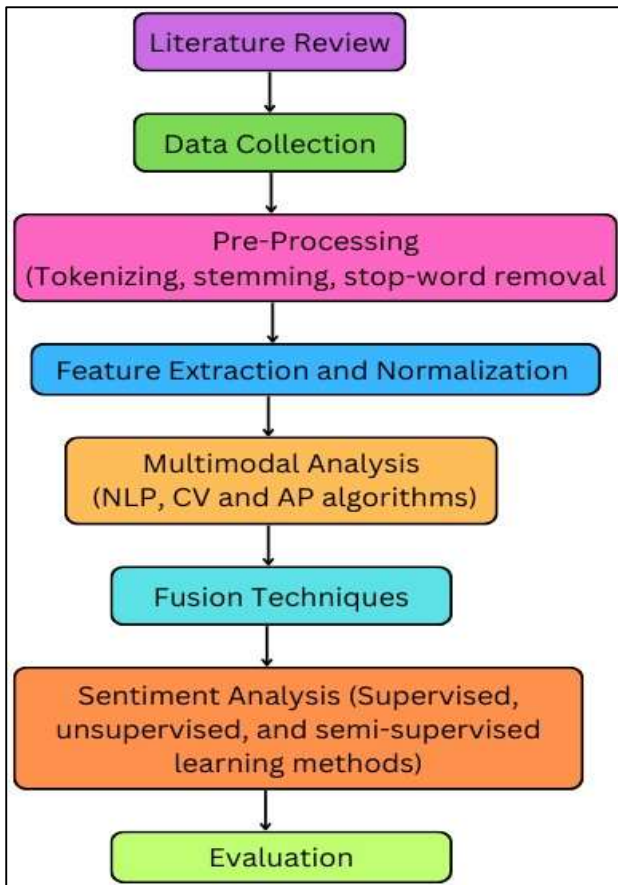 Literature Review
Data Collection
Pre-Processing
(Tokenizing, stemming, stop-word removal
Feature Extraction and Normalization
Multimodal Analysis
(NLP, CV and AP algorithms)
Fusion Techniques
Sentiment Analysis (Supervised,
unsupervised, and semi-supervised
learning methods)
Evaluation